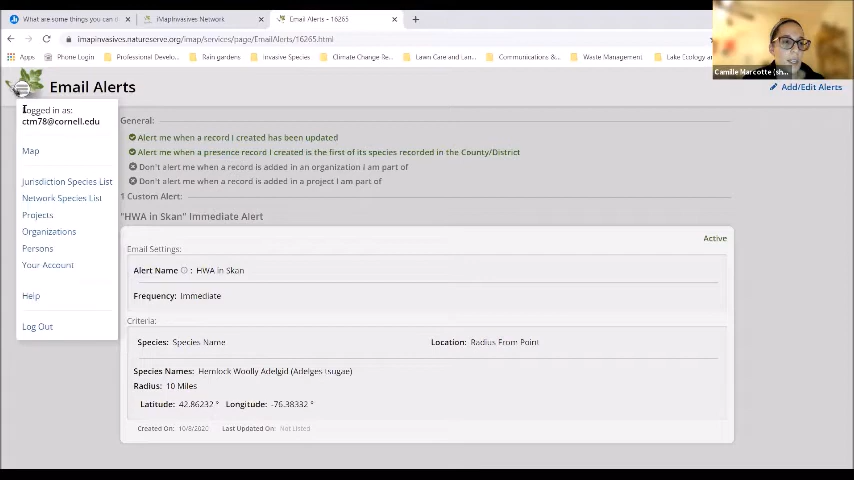 What are some things you can d
iMapInvasives Network
Email Alerts - 16265
imapinvasives.natureserve.org/imap/services/page/EmailAlerts/16265.html
Apps
Phone Login
Professional Develo...
Rain gardens
Invasive Species
Climate Change R...
Lawn Care and Lan...
Communications &...
Waste Management
Lake Ecology an
Camille Marcotte (sh...
Email Alerts
Add/Edit Alerts
Logged in as:
ctm78@cornell.edu
Map
Jurisdiction Species List
Network Species List
Projects
Organizations
Persons
Your Account
Help
Log Out
General:
Alert me when a record I created has been updated
Alert me when a presence record I created is the first of its species recorded in the County/District
Don't alert me when a record is added in an organization I am part of
Don't alert me when a record is added in a project I am part of
1 Custom Alert:
"HWA in Skan" Immediate Alert
Active
Email Settings:
Alert Name : HWA in Skan
Frequency: Immediate
Criteria:
Species: Species Name Location: Radius From Point
Species Names: Hemlock Woolly Adelgid (Adelges tsugae)
Radius: 10 Miles
Latitude: 42.86232 ° Longitude: -76.38332 °
Created On: 10/8/2020 Last Updated On: Not Listed